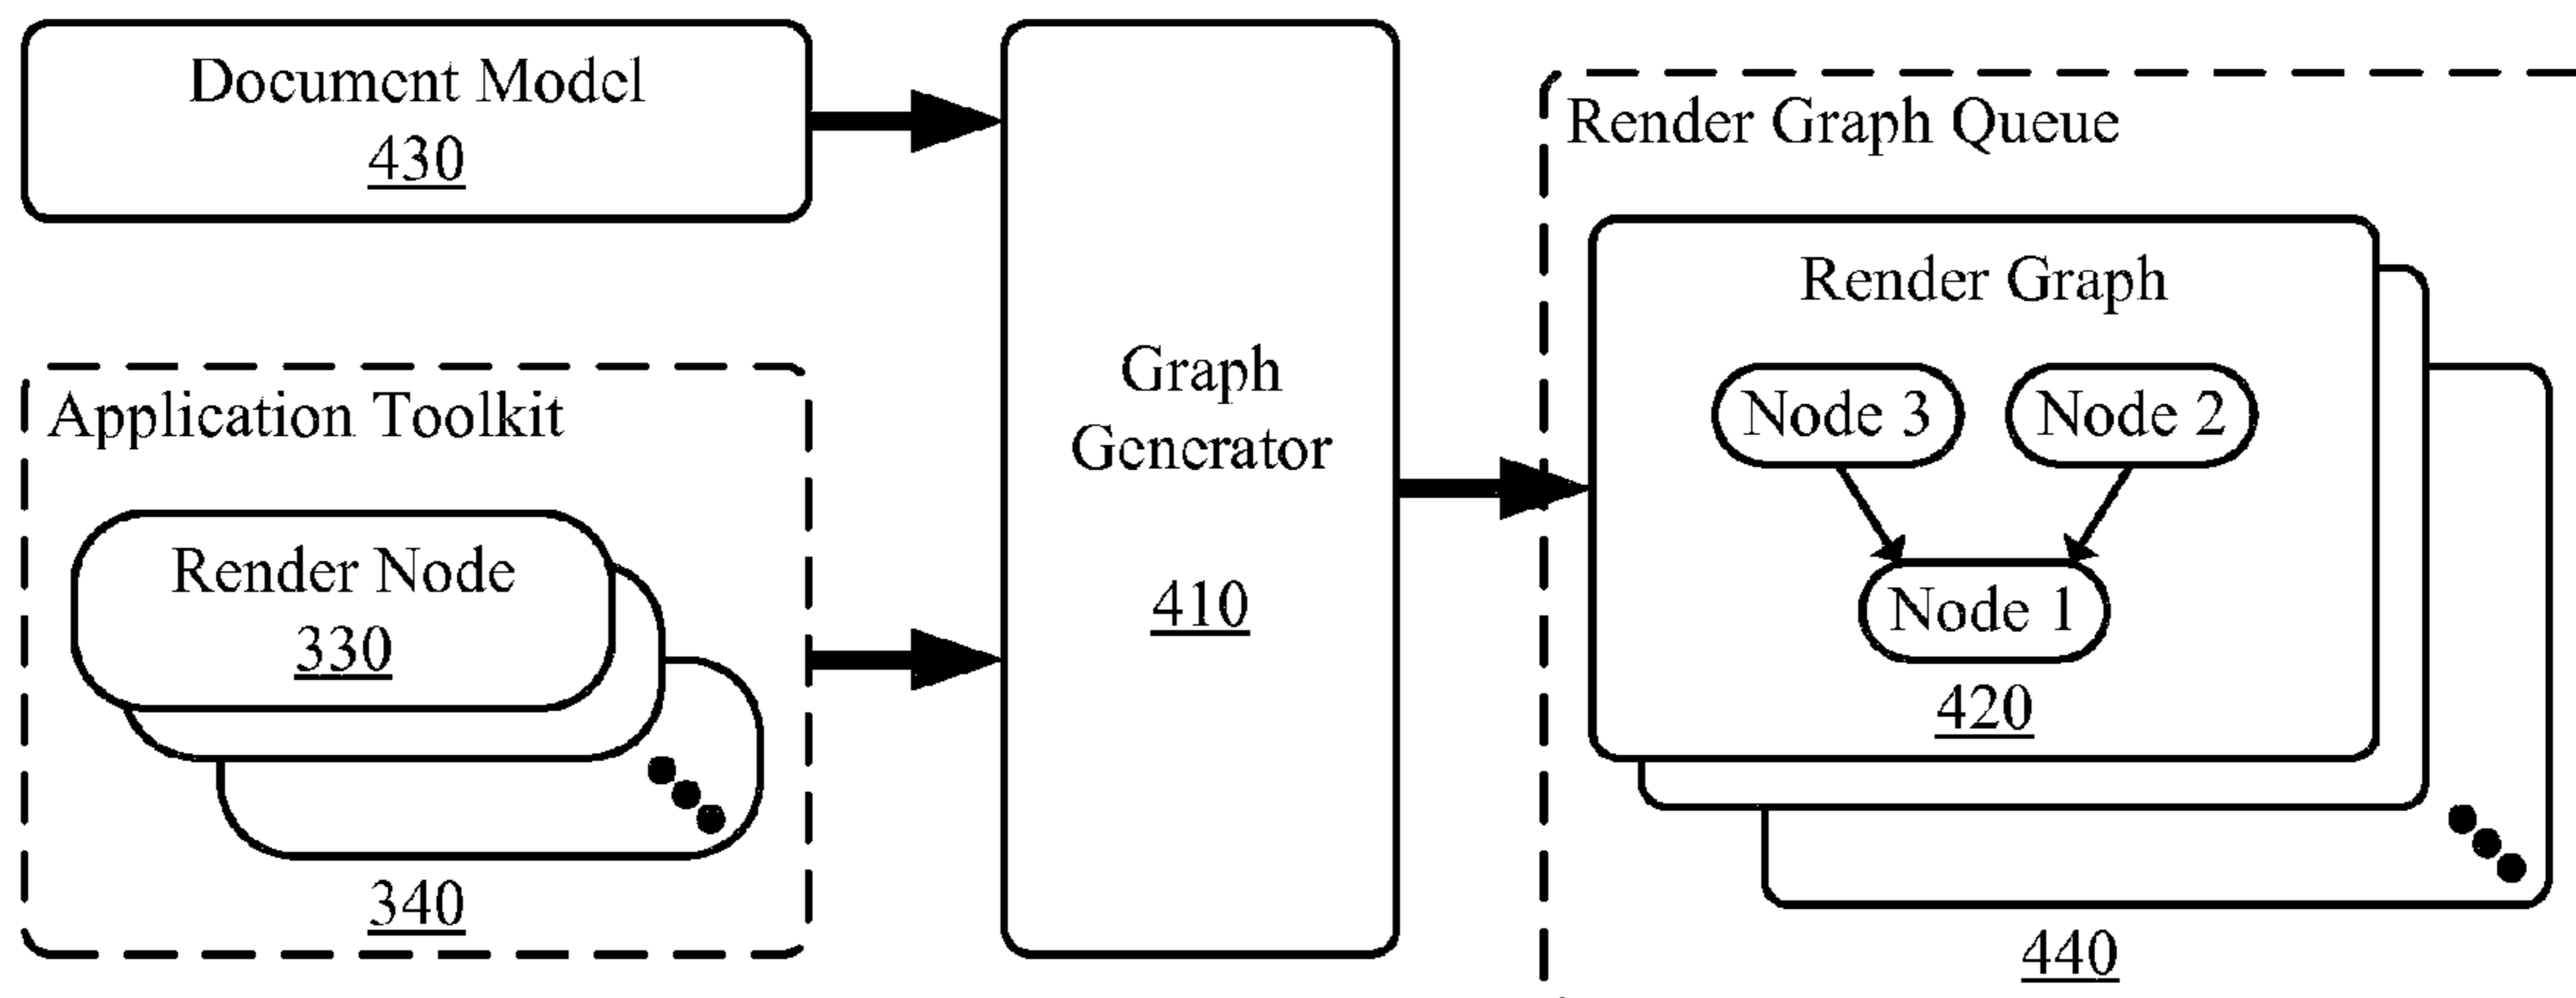 Document Model
430
Application Toolkit
Render Node
330
340
Graph
Generator
410
Render Graph Queue
Render Graph
Node 3
Node 2
Node 1
420
440